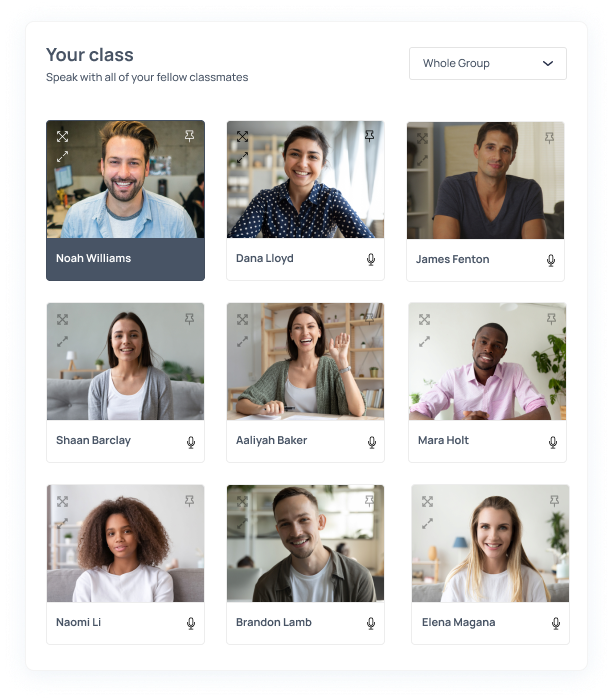 Your class
Speak with all of your fellow classmates
Whole Group
Noah Williams
Dana Lloyd
James Fenton
Shaan Barclay
Aaliyah Baker
Mara Holt
Naomi Li
Brandon Lamb
Elena Magana